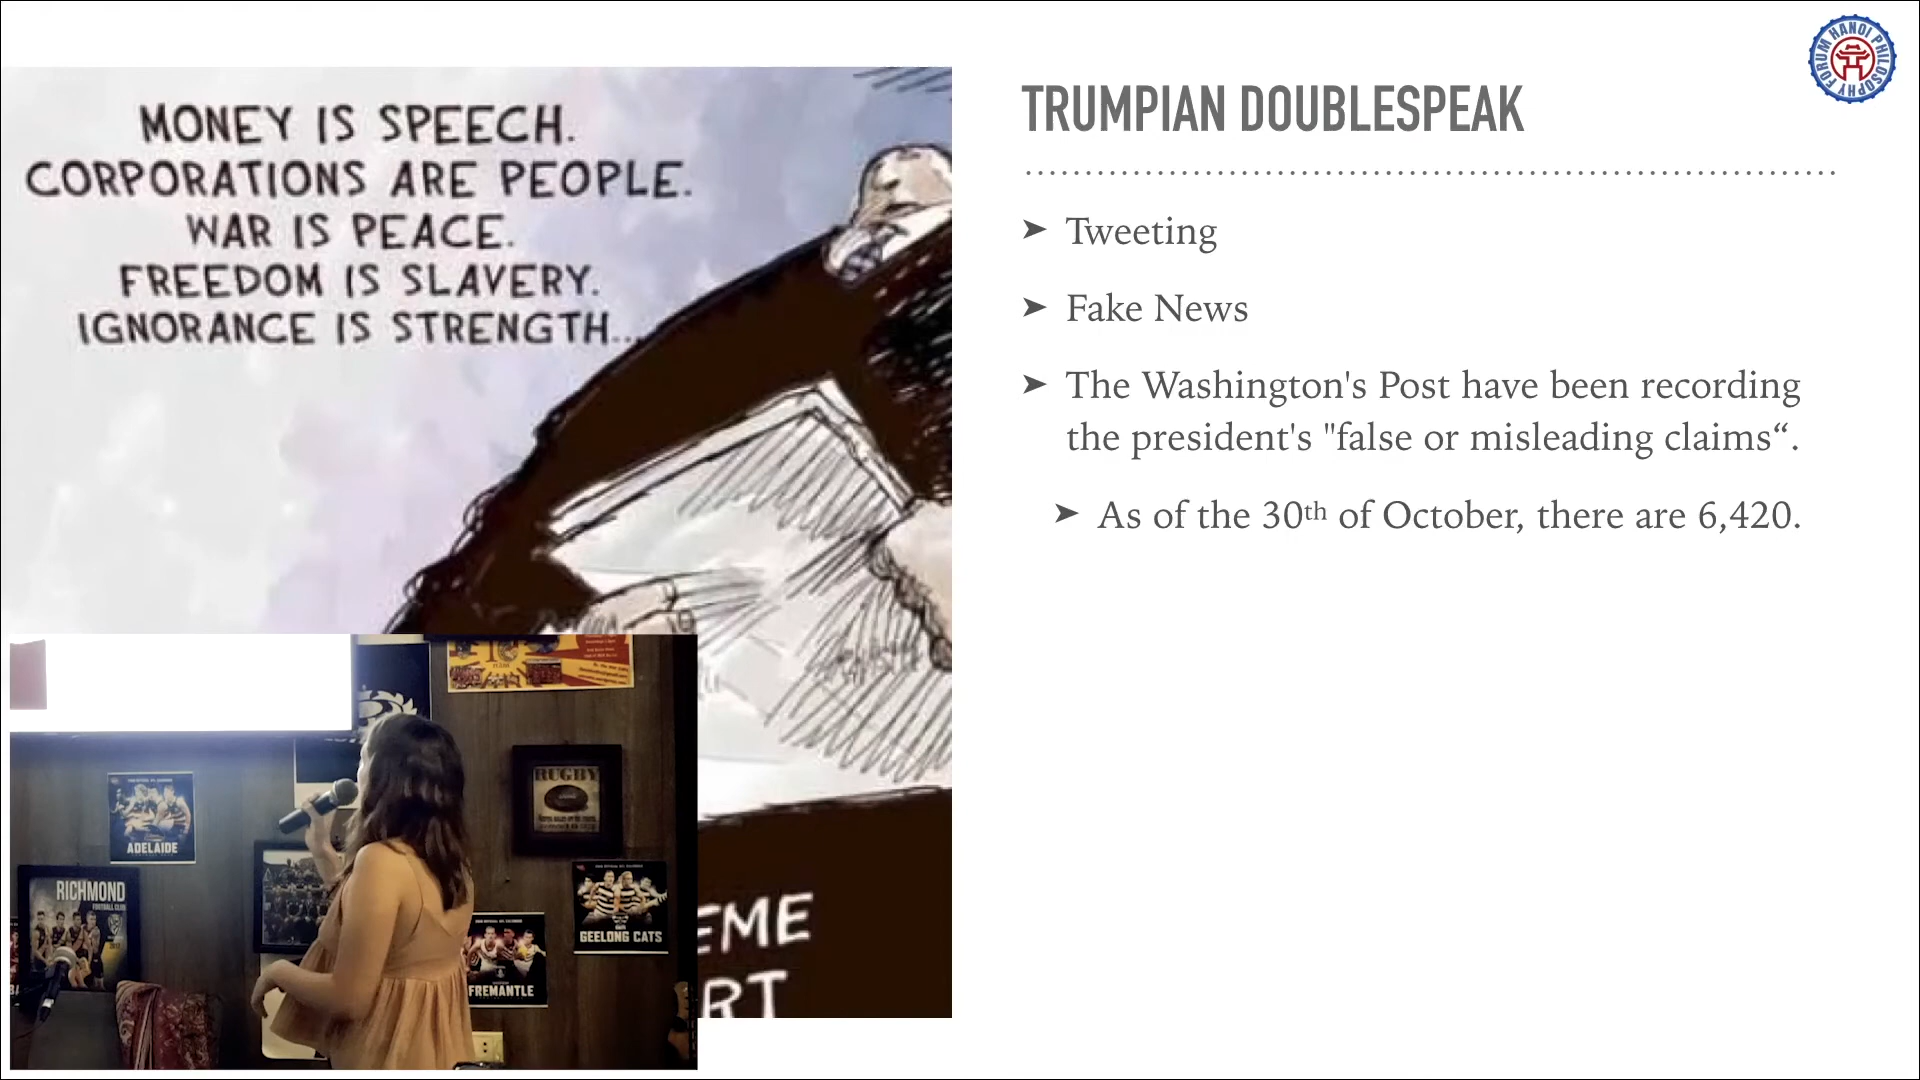 MONEY IS SPEECH.
CORPORATIONS ARE PEOPLE.
WAR IS PEACE.
FREEDOM IS SLAVERY.
IGNORANCE IS STRENGTH...
EME
RT
TRUMPIAN DOUBLESPEAK
➤ Tweeting
➤ Fake News
➤ The Washington's Post have been recording
the president's "false or misleading claims“.
➤ As of the 30th of October, there are 6,420.
FORUM HANOI PHILOSOPHY
RUGBY
ADELAIDE
RICHMOND
FOOTBALL CLUB
GEELONG CATS
FREMANTLE